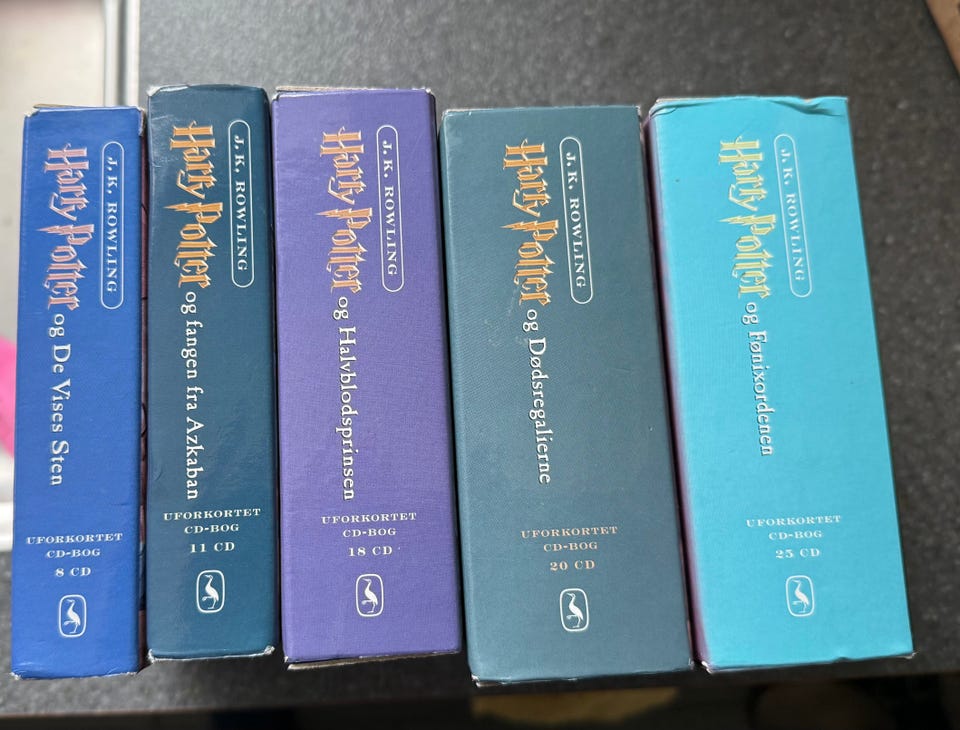 J. K. ROWLING
Harry Potter og De Vises Sten
UFORKORTET
CD-BOG
8 CD
J. K. ROWLING
Harry Potter og fangen fra Azkaban
UFORKORTET
CD-BOG
11 CD
J. K. ROWLING
Harry Potter og Halvblodsprinsen
UFORKORTET
CD-BOG
18 CD
J. K. ROWLING
Harry Potter og Dødsregalierne
UFORKORTET
CD-BOG
20 CD
J. K. ROWLING
Harry Potter og Fønixordenen
UFORKORTET
CD-BOG
25 CD